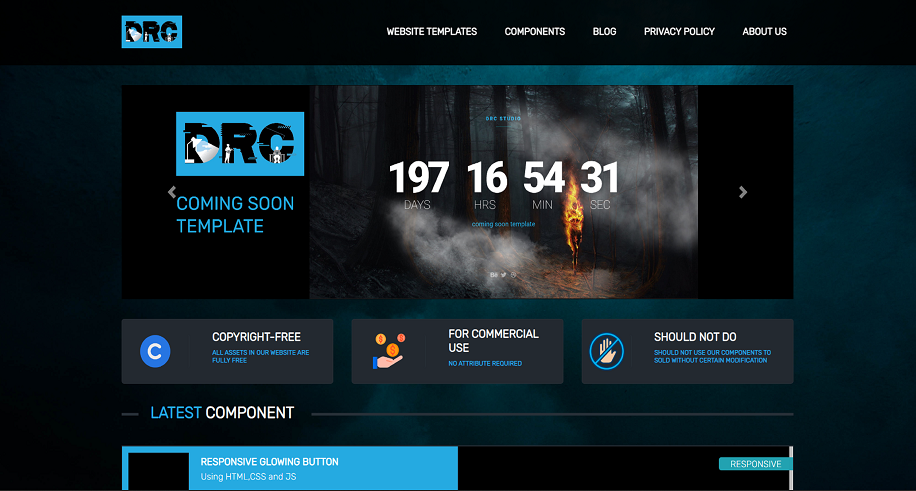 DRC
WEBSITE TEMPLATES
COMPONENTS
BLOG
PRIVACY POLICY
ABOUT US
DRC
COMING SOON
TEMPLATE
DRC STUDIO
197 16 54 31
DAYS HRS MIN SEC
coming soon template
C
COPYRIGHT-FREE
ALL ASSETS IN OUR WEBSITE ARE
FULLY FREE
FOR COMMERCIAL
USE
NO ATTRIBUTE REQUIRED
SHOULD NOT DO
SHOULD NOT USE OUR COMPONENTS TO
SOLD WITHOUT CERTAIN MODIFICATION
LATEST COMPONENT
RESPONSIVE GLOWING BUTTON
Using HTML,CSS and JS
RESPONSIVE